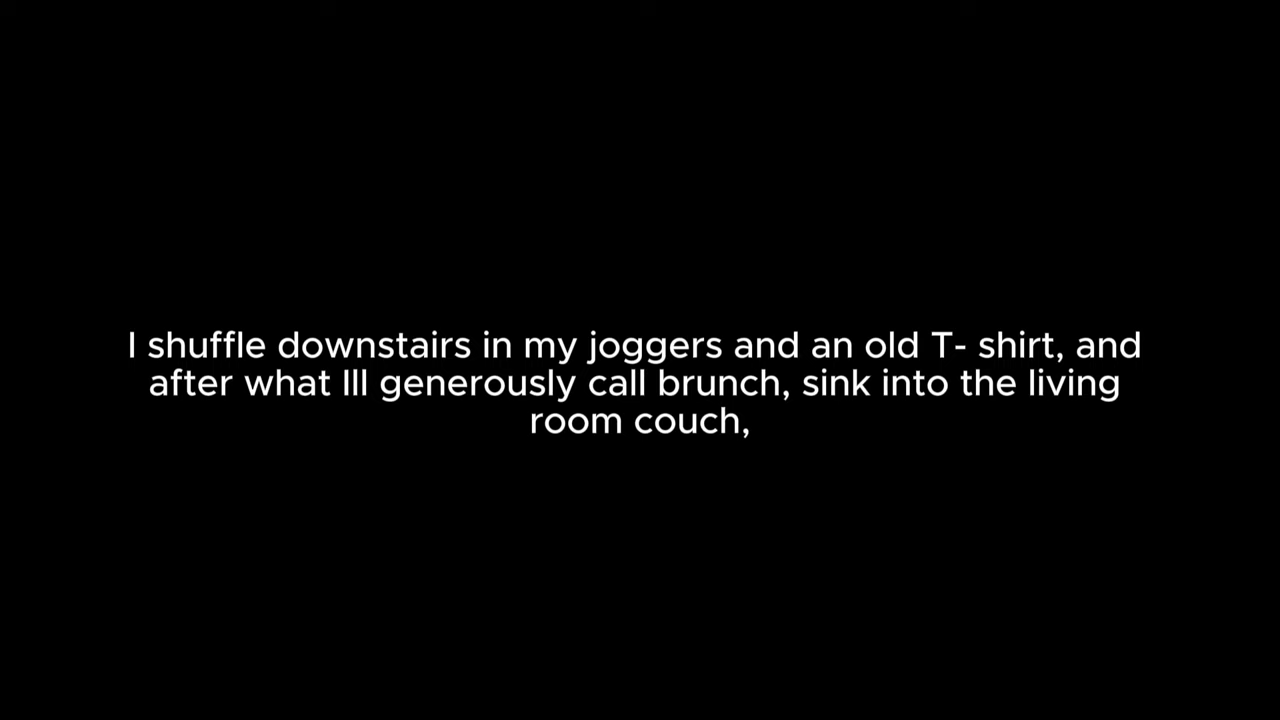 I shuffle downstairs in my joggers and an old T- shirt, and
after what Ill generously call brunch, sink into the living
room couch,